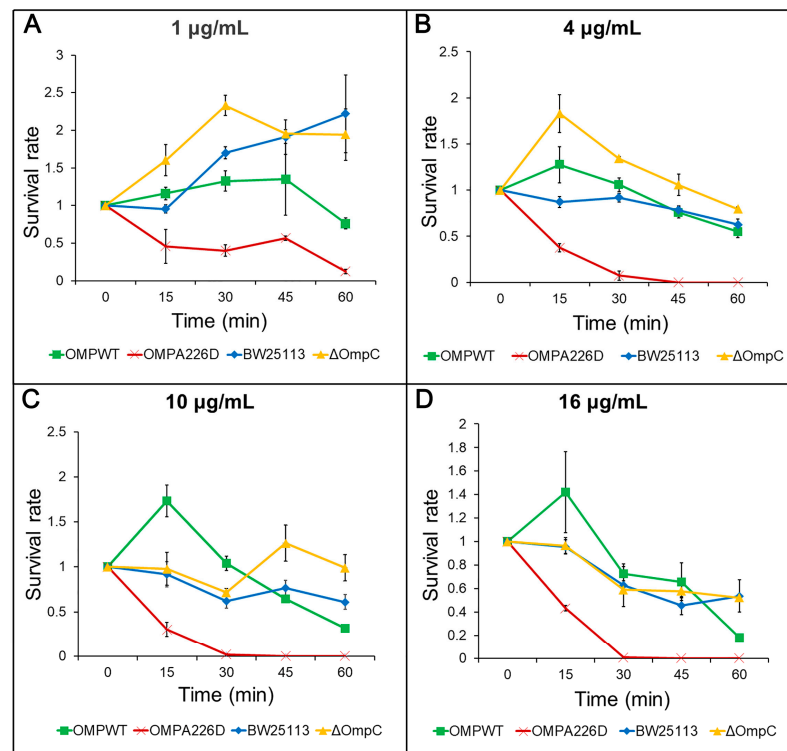 A
1 µg/mL
3
2.5
2
1.5
1
0.5
0
Survival rate
0 15 30 45 60
Time (min)
OMPWT OMPA226D BW25113 ΔOmpC
B
4 µg/mL
2.5
2
1.5
1
0.5
0
Survival rate
0 15 30 45 60
Time (min)
OMPWT OMPA226D BW25113 ΔOmpC
C
10 µg/mL
2.5
2
1.5
1
0.5
0
Survival rate
0 15 30 45 60
Time (min)
OMPWT OMPA226D BW25113 ΔOmpC
D
16 µg/mL
2
1.8
1.6
1.4
1.2
1
0.8
0.6
0.4
0.2
0
Survival rate
0 15 30 45 60
Time (min)
OMPWT OMPA226D BW25113 ΔOmpC